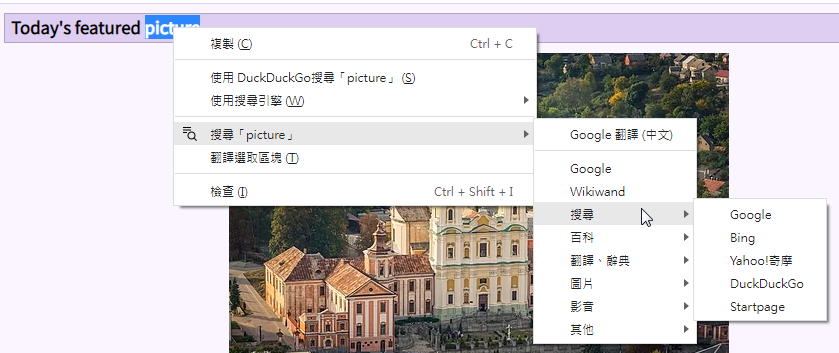 Today's featured picture
複製 (C) Ctrl + C
使用 DuckDuckGo搜尋「picture」 (S)
使用搜尋引擎 (W)
搜尋「picture」
翻譯選取區塊 (T)
檢查 (I) Ctrl + Shift + I
Google 翻譯 (中文)
Google
Wikiwand
搜尋
百科
翻譯、辭典
圖片
影音
其他
Google
Bing
Yahoo!奇摩
DuckDuckGo
Startpage